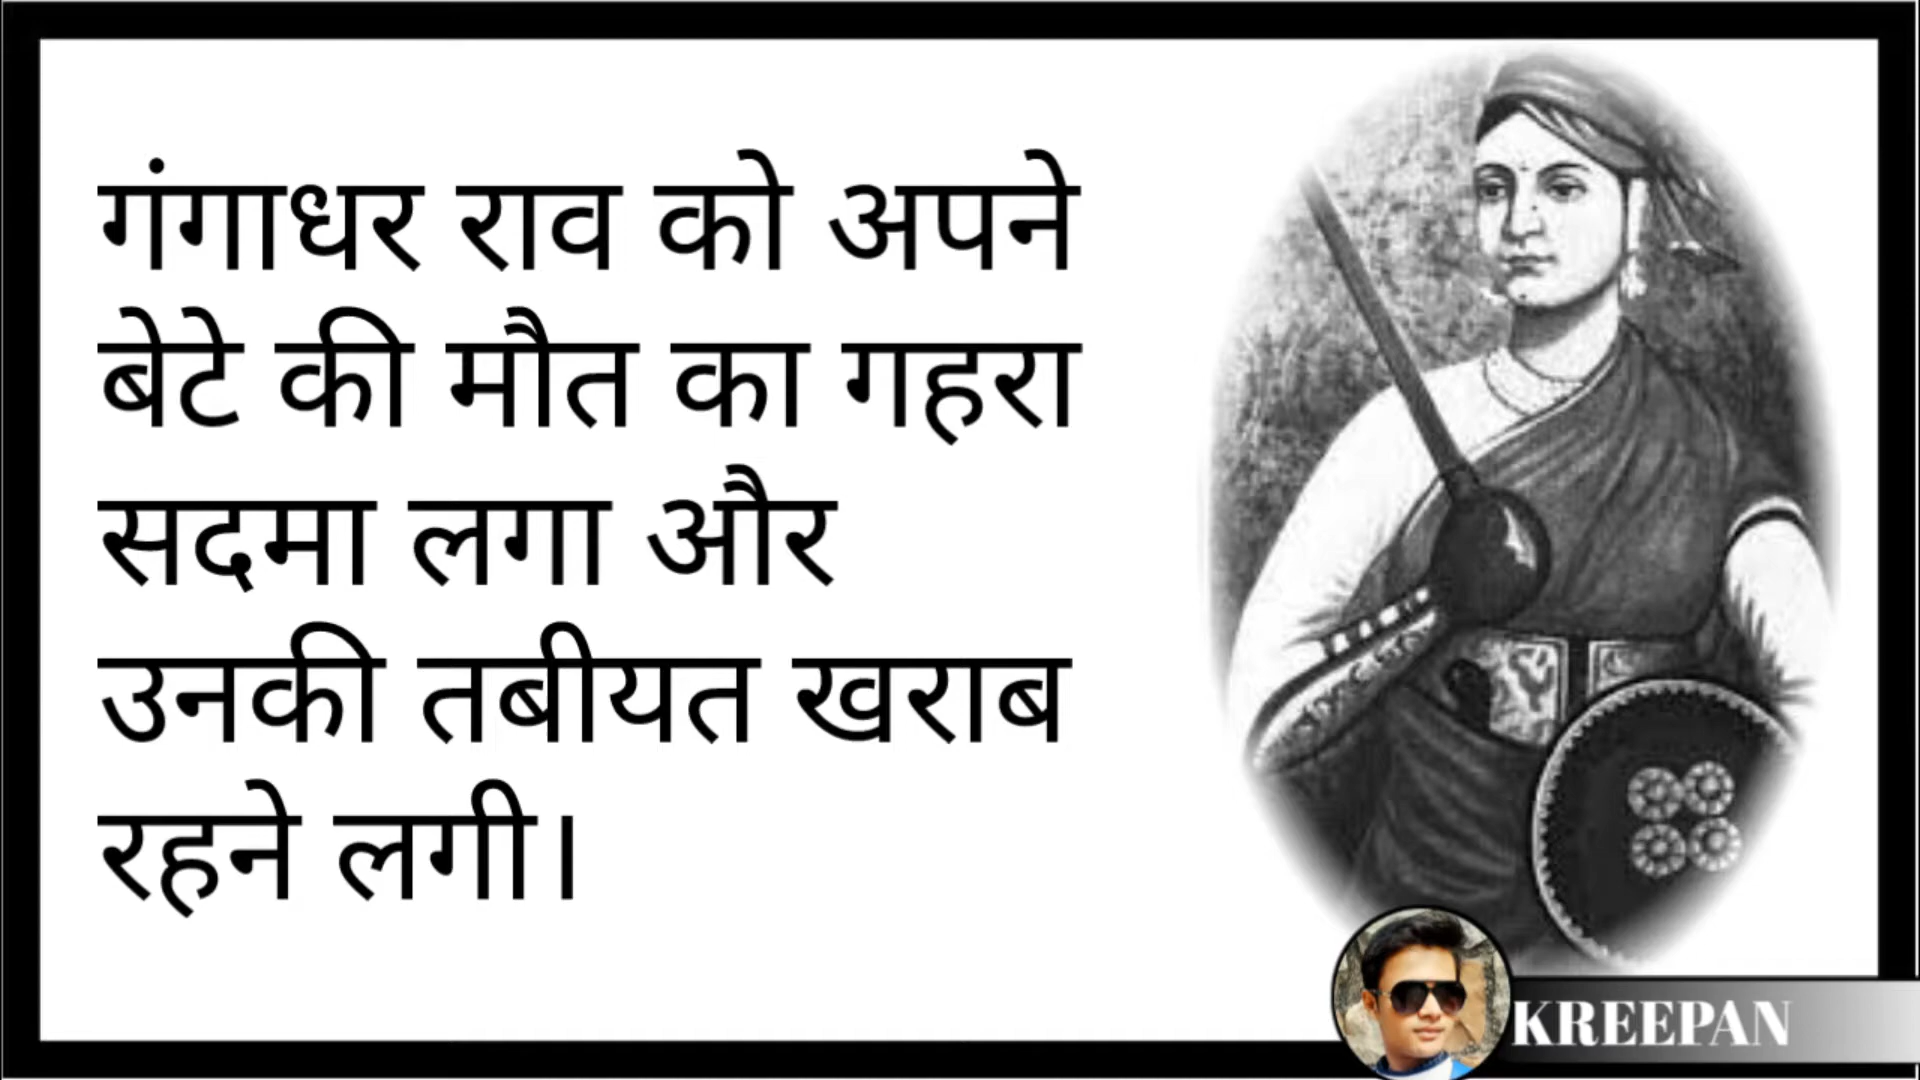 गंगाधर राव को अपने
बेटे की मौत का गहरा
सदमा लगा और
उनकी तबीयत खराब
रहने लगी।
KREEPAN